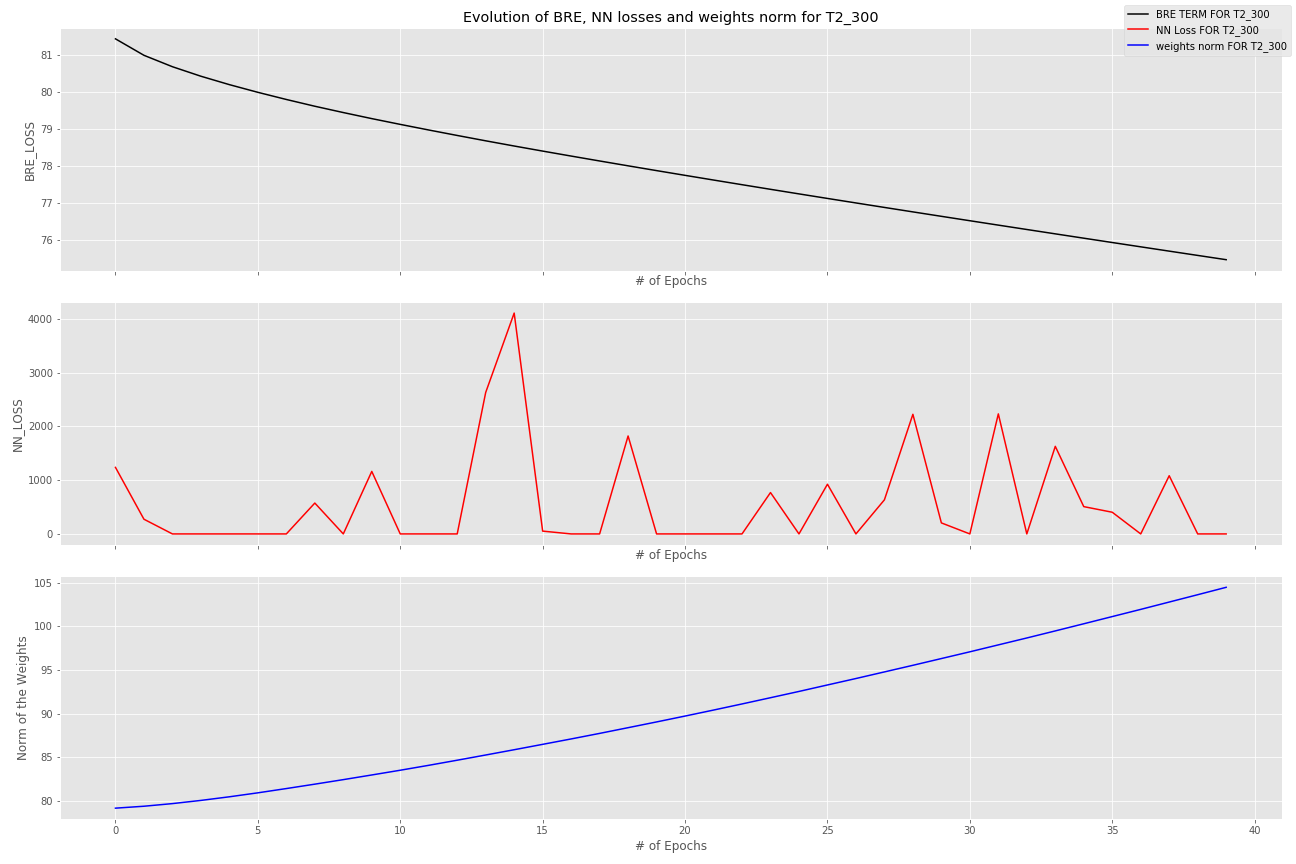 Evolution of BRE, NN losses and weights norm for T2_300
BRE TERM FOR T2_300
NN Loss FOR T2_300
weights norm FOR T2_300
BRE_LOSS
81
80
79
78
77
76
# of Epochs
NN_LOSS
4000
3000
2000
1000
0
# of Epochs
Norm of the Weights
105
100
95
90
85
80
0 5 10 15 20 25 30 35 40
# of Epochs